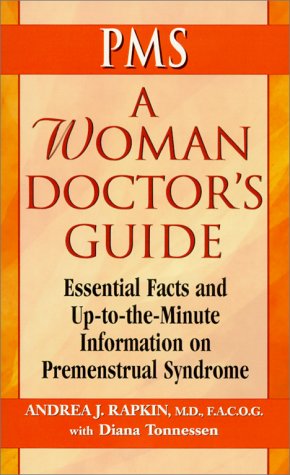 PMS
A
WOMAN
DOCTOR'S
GUIDE
Essential Facts and
Up-to-the-Minute
Information on
Premenstrual Syndrome
ANDREA J. RAPKIN, M.D., F.A.C.O.G.
with Diana Tonnessen